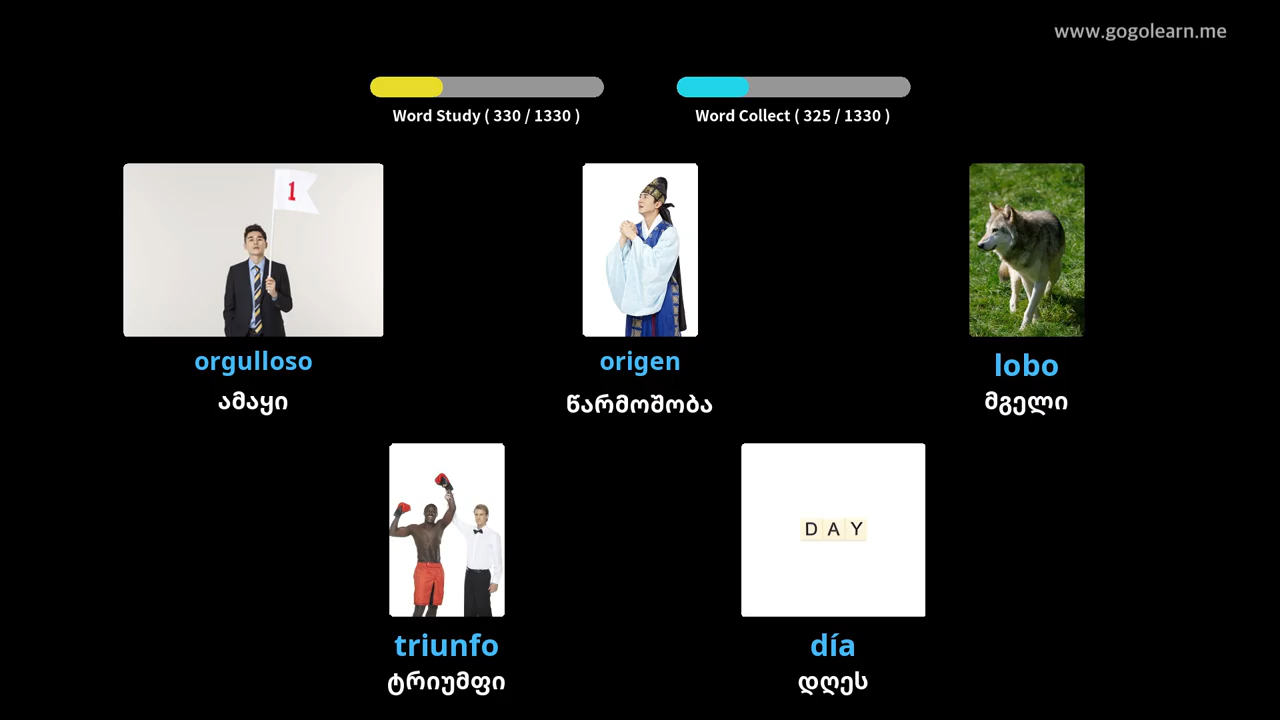 www.gogolearn.me
Word Study ( 330 / 1330 )
Word Collect ( 325 / 1330 )
1
orgulloso
ამაყი
origen
წარმოშობა
lobo
მგელი
DAY
triunfo
ტრიუმფი
día
დღეს